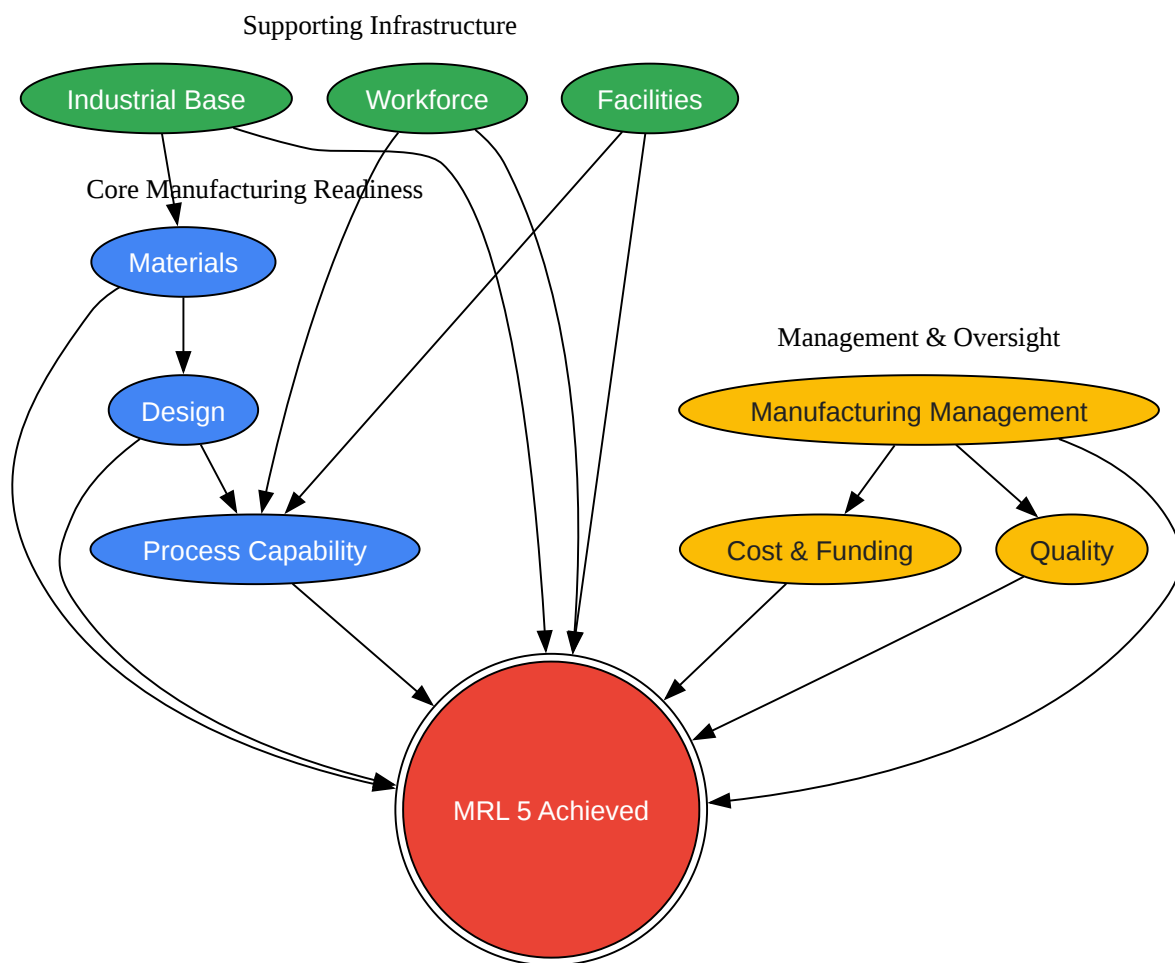 Supporting Infrastructure
Industrial Base
Workforce
Facilities
Core Manufacturing Readiness
Materials
Management & Oversight
Design
Manufacturing Management
Process Capability
Cost & Funding
Quality
MRL 5 Achieved